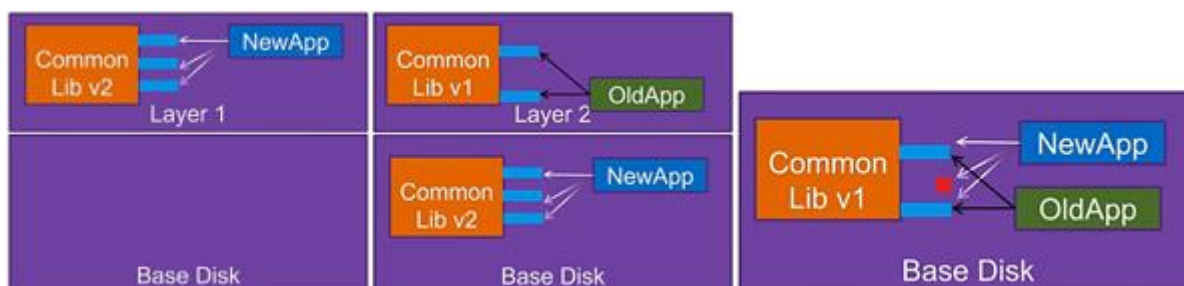 Common
Lib v2
NewApp
Layer 1
Base Disk
Common
Lib v1
OldApp
Layer 2
Common
Lib v2
NewApp
Base Disk
Common
Lib v1
NewApp
OldApp
Base Disk